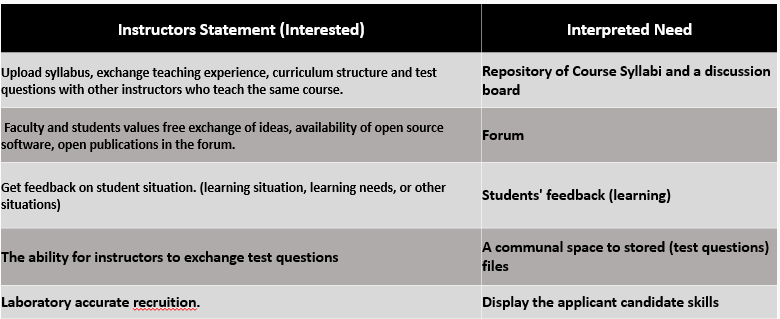 Instructors Statement (Interested)
Interpreted Need
Upload syllabus, exchange teaching experience, curriculum structure and test
questions with other instructors who teach the same course.
Repository of Course Syllabi and a discussion
board
Faculty and students values free exchange of ideas, availability of open source
software, open publications in the forum.
Forum
Get feedback on student situation. (learning situation, learning needs, or other
situations)
Students' feedback (learning)
The ability for instructors to exchange test questions
A communal space to stored (test questions)
files
Laboratory accurate recruition.
Display the applicant candidate skills